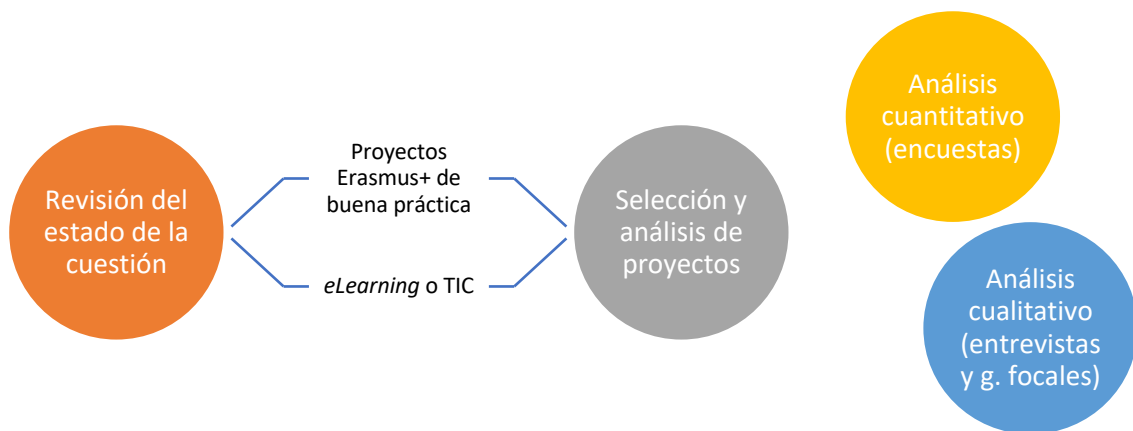 Revisión del
estado de la
cuestión
Proyectos
Erasmus+ de
buena práctica
eLearning o TIC
Selección y
análisis de
proyectos
Análisis
cuantitativo
(encuestas)
Análisis
cualitativo
(entrevistas
y g. focales)